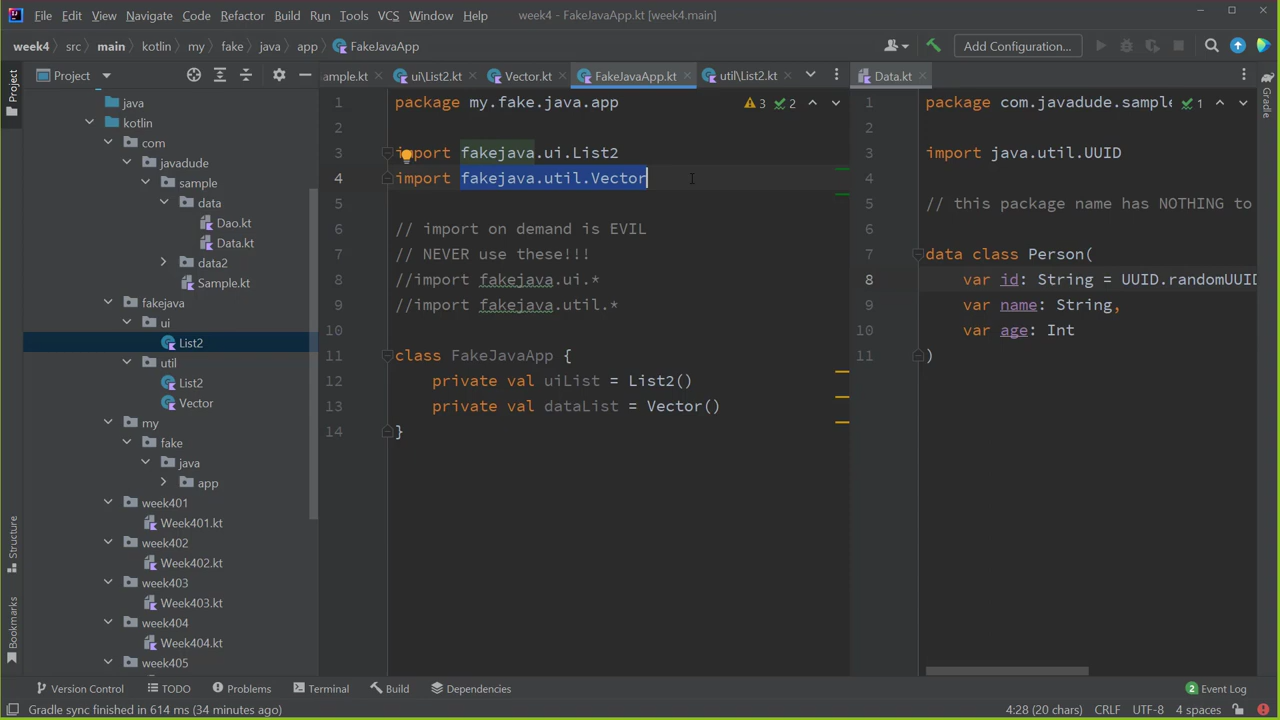 File Edit View Navigate Code Refactor Build Run Tools VCS Window Help week4 - FakeJavaApp.kt [week4.main]
week4 src main kotlin my fake java app FakeJavaApp Add Configuration...
Project ample.kt ui\List2.kt Vector.kt FakeJavaApp.kt util\List2.kt Data.kt
Project
Structure
Bookmarks
Gradle
java
kotlin
com
javadude
sample
data
Dao.kt
Data.kt
data2
Sample.kt
fakejava
ui
List2
util
List2
Vector
my
fake
java
app
week401
Week401.kt
week402
Week402.kt
week403
Week403.kt
week404
Week404.kt
week405
1 package my.fake.java.app 3 2
2
3 import fakejava.ui.List2
4 import fakejava.util.Vector
5
6 // import on demand is EVIL
7 // NEVER use these!!!
8 //import fakejava.ui.*
9 //import fakejava.util.*
10
11 class FakeJavaApp {
12 private val uiList = List2()
13 private val dataList = Vector()
14 }
1 package com.javadude.sample 1
2
3 import java.util.UUID
4
5 // this package name has NOTHING to
6
7 data class Person(
8 var id: String = UUID.randomUUID
9 var name: String,
10 var age: Int
11 )
Version Control TODO Problems Terminal Build Dependencies 2 Event Log
Gradle sync finished in 614 ms (34 minutes ago) 4:28 (20 chars) CRLF UTF-8 4 spaces